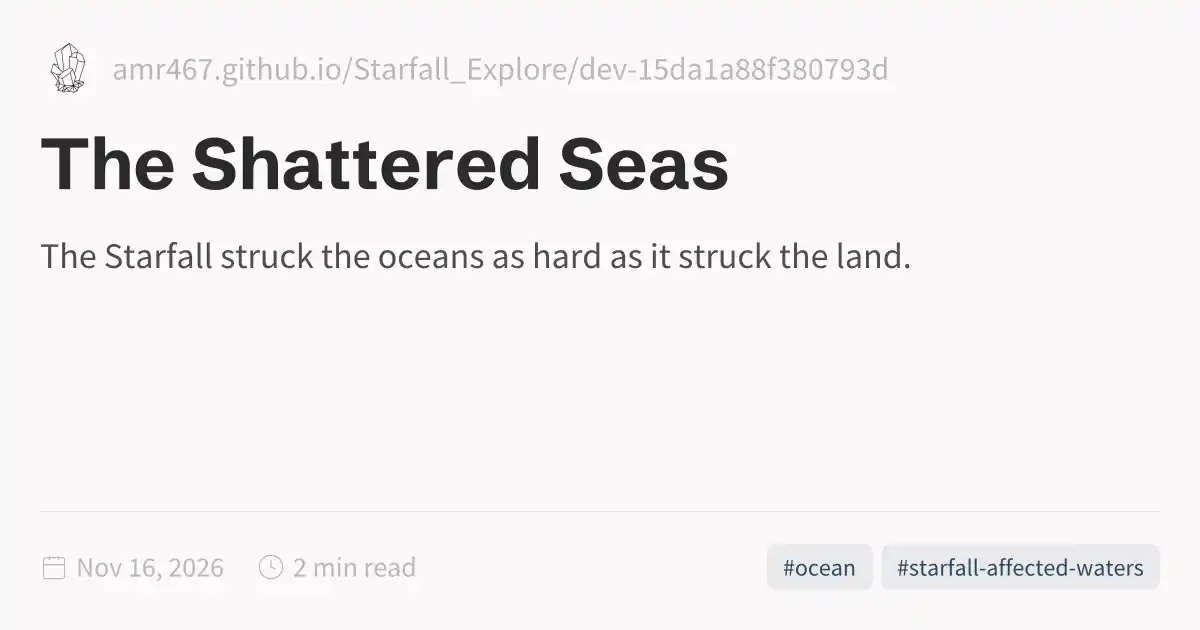 amr467.github.io/Starfall_Explore/dev-15da1a88f380793d
The Shattered Seas
The Starfall struck the oceans as hard as it struck the land.
Nov 16, 2026 2 min read #ocean #starfall-affected-waters